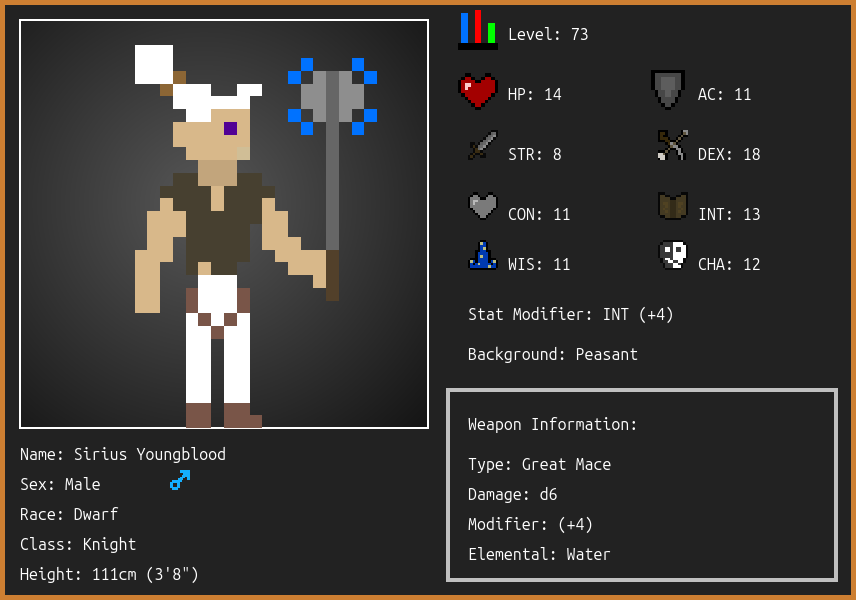 Level: 73
HP: 14
AC: 11
STR: 8
DEX: 18
CON: 11
INT: 13
WIS: 11
CHA: 12
Stat Modifier: INT (+4)
Background: Peasant
Weapon Information:
Type: Great Mace
Damage: d6
Modifier: (+4)
Elemental: Water
Name: Sirius Youngblood
Sex: Male
Race: Dwarf
Class: Knight
Height: 111cm (3'8")